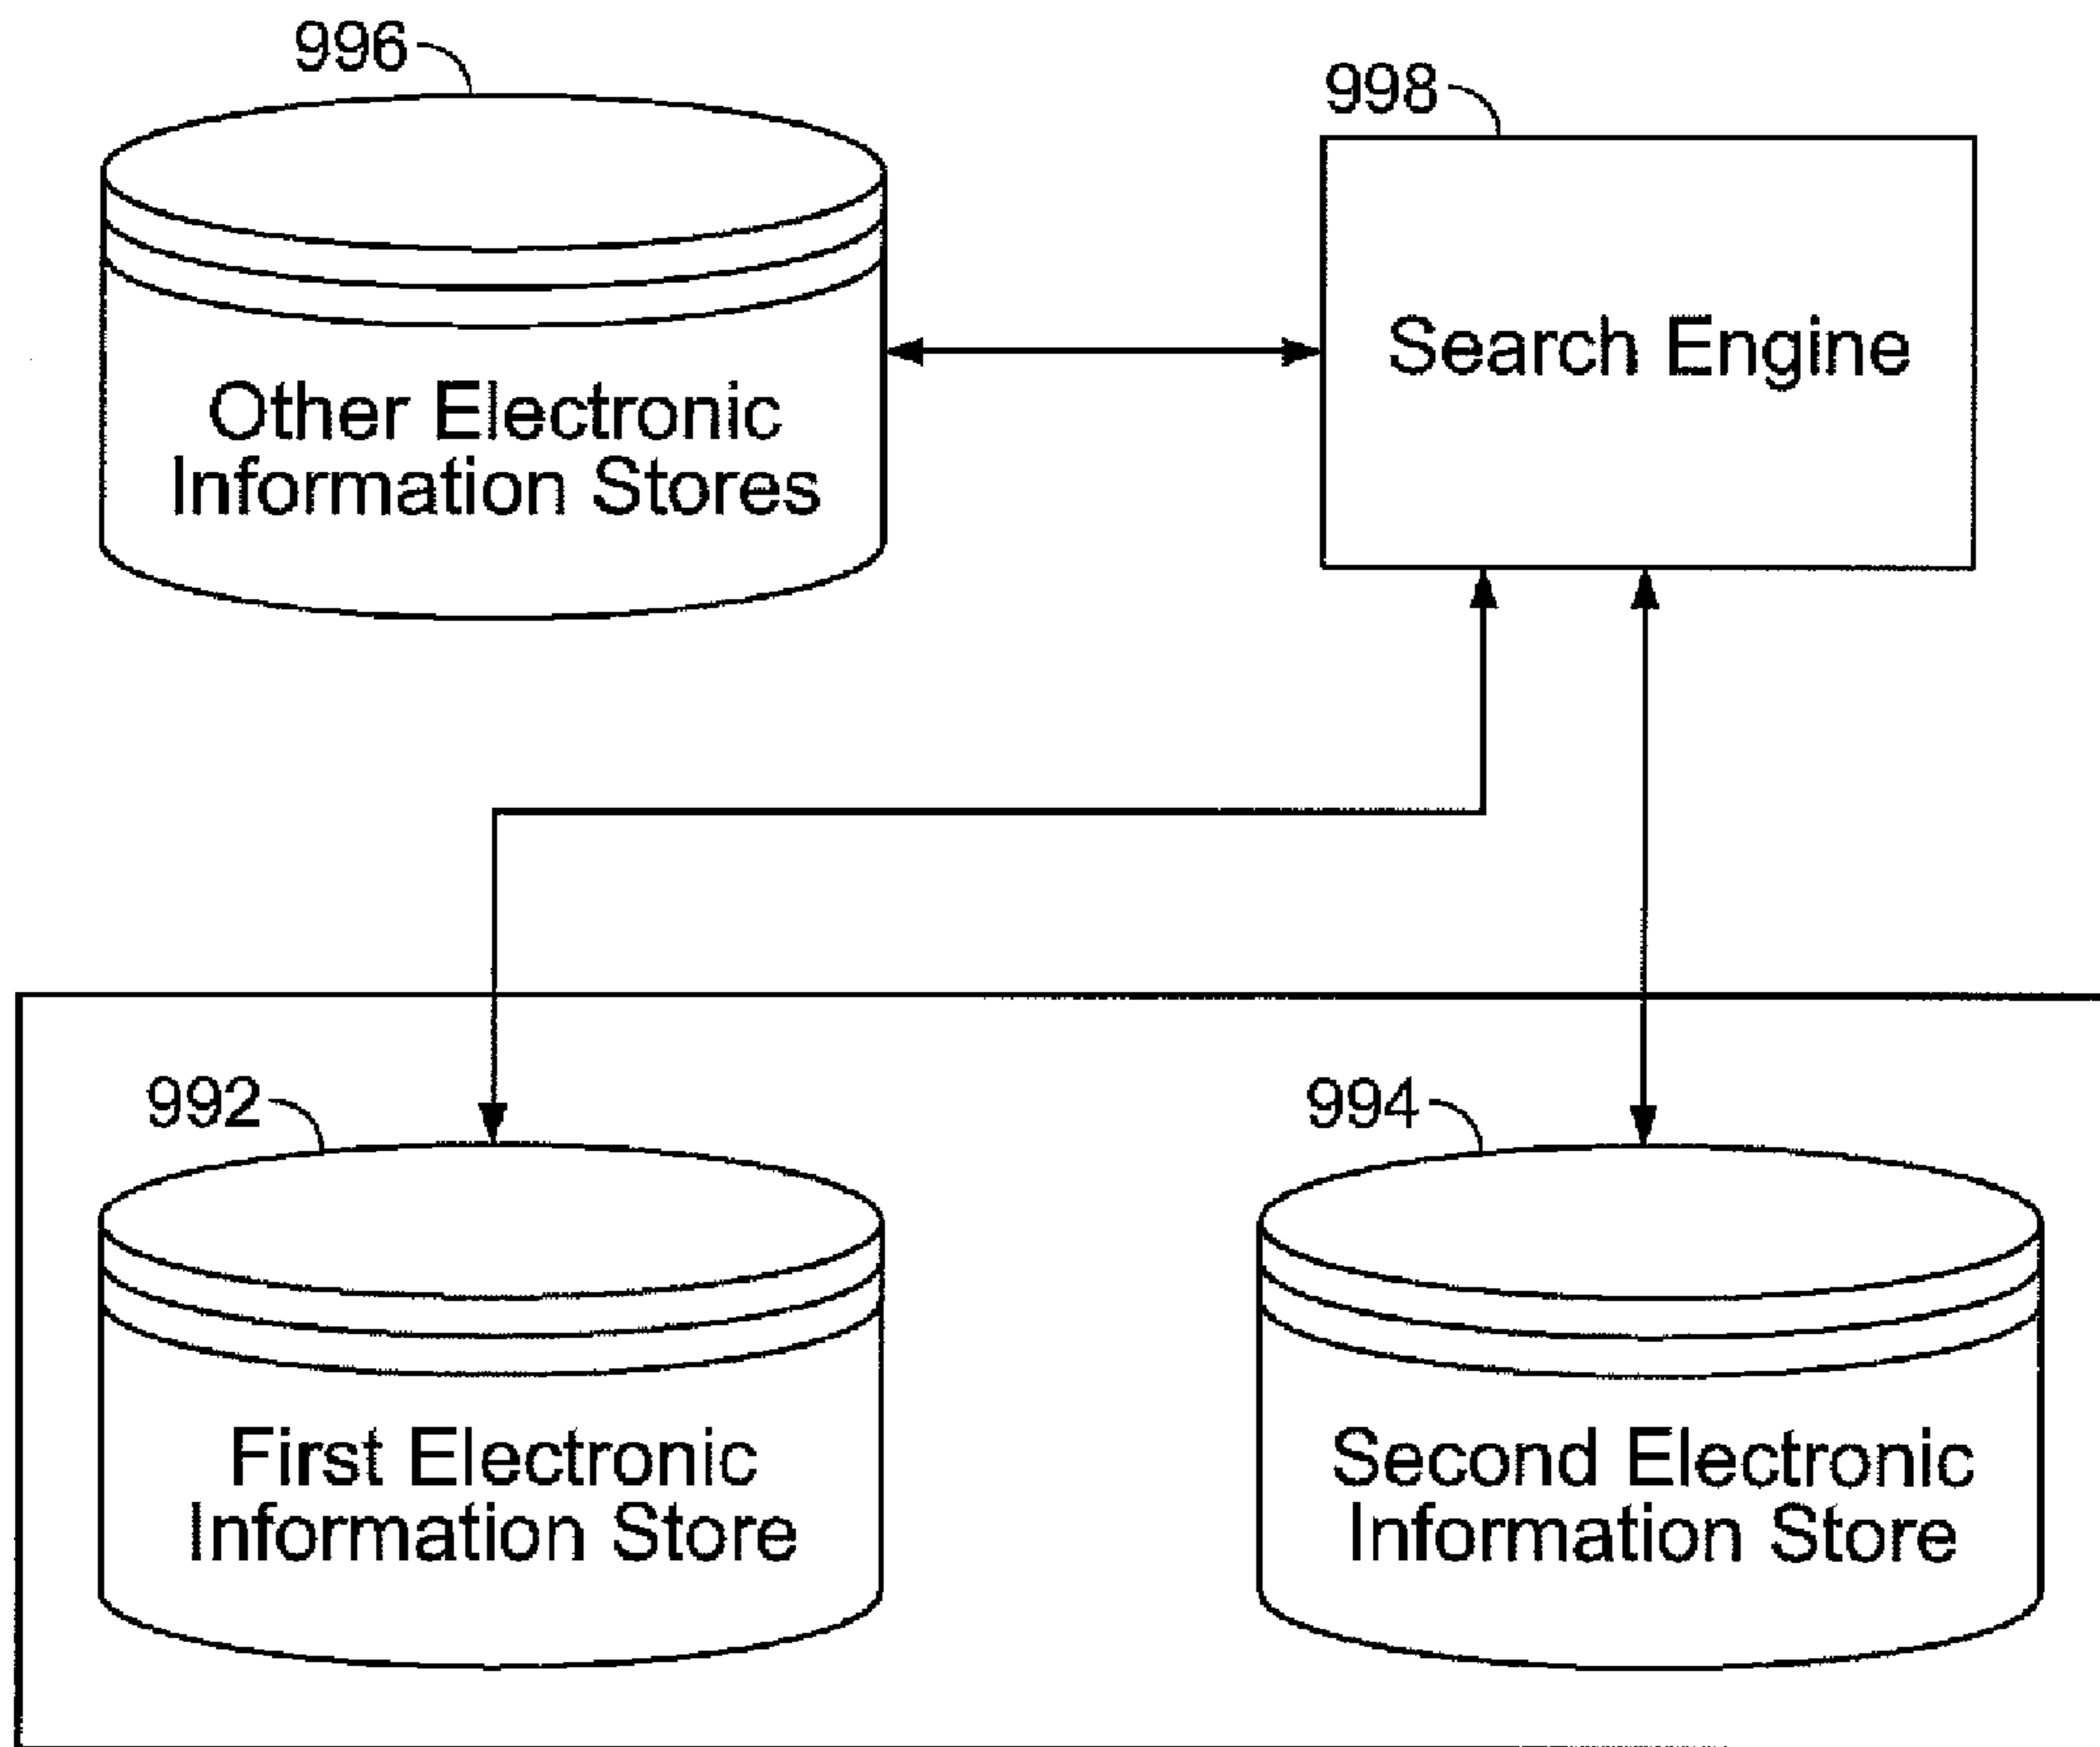 996
998
Other Electronic
Information Stores
Search Engine
992
994
First Electronic
Information Store
Second Electronic
Information Store